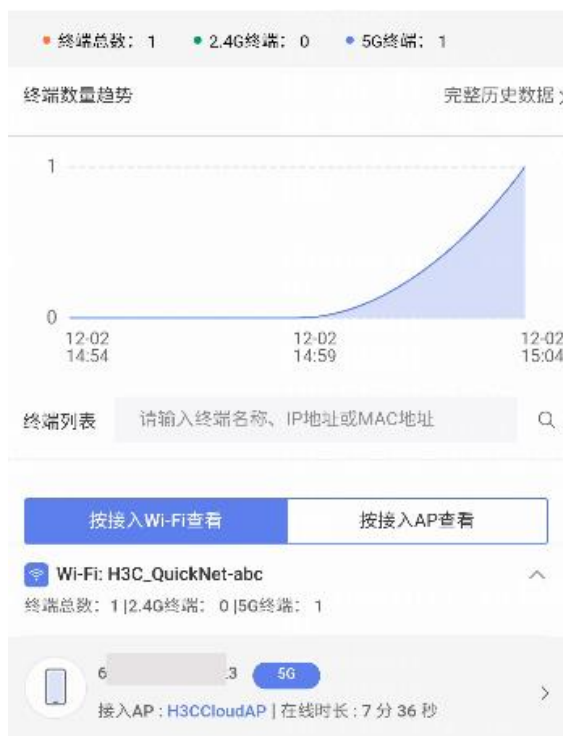 终端总数： 1 2.4G终端： 0 5G终端： 1
终端数量趋势 完整历史数据
1
0
12-02 12-02 12-02
14:54 14:59 15:04
终端列表 请输入终端名称、IP地址或MAC地址
按接入Wi-Fi查看 按接入AP查看
Wi-Fi: H3C_QuickNet-abc
终端总数： 1 |2.4G终端： 0 |5G终端： 1
6 .3 5G
接入AP : H3CCloudAP | 在线时长 : 7 分 36 秒